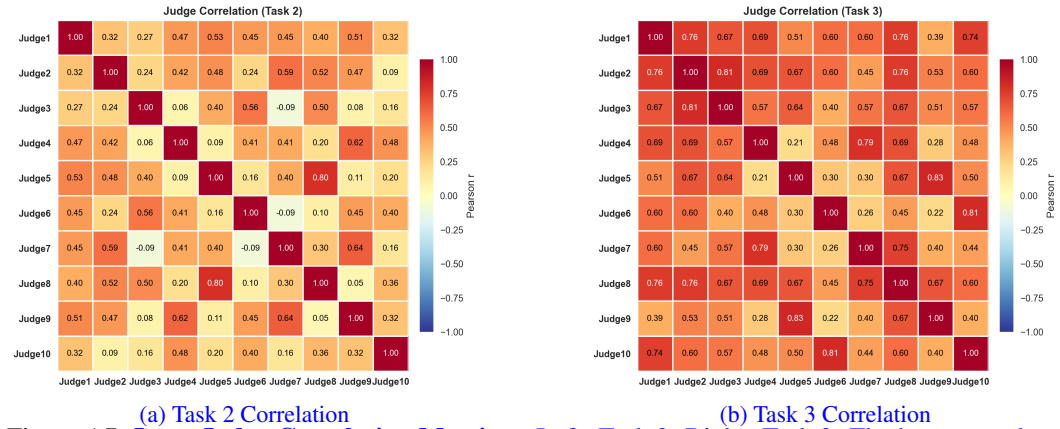 Judge Correlation (Task 2)
Judge1 1.00 0.32 0.27 0.47 0.53 0.45 0.45 0.40 0.51 0.32
Judge2 0.32 1.00 0.24 0.42 0.48 0.24 0.59 0.52 0.47 0.09
Judge3 0.27 0.24 1.00 0.06 0.40 0.56 -0.09 0.50 0.08 0.16
Judge4 0.47 0.42 0.06 1.00 0.09 0.41 0.41 0.20 0.62 0.48
Judge5 0.53 0.48 0.40 0.09 1.00 0.16 0.40 0.80 0.11 0.20
Judge6 0.45 0.24 0.56 0.41 0.16 1.00 -0.09 0.10 0.45 0.40
Judge7 0.45 0.59 -0.09 0.41 0.40 -0.09 1.00 0.30 0.64 0.16
Judge8 0.40 0.52 0.50 0.20 0.80 0.10 0.30 1.00 0.05 0.36
Judge9 0.51 0.47 0.08 0.62 0.11 0.45 0.64 0.05 1.00 0.32
Judge10 0.32 0.09 0.16 0.48 0.20 0.40 0.16 0.36 0.32 1.00
Judge1 Judge2 Judge3 Judge4 Judge5 Judge6 Judge7 Judge8 Judge9 Judge10
1.00
0.75
0.50
0.25
0.00
−0.25
−0.50
−0.75
−1.00
Pearson r
(a) Task 2 Correlation
Judge Correlation (Task 3)
Judge1 1.00 0.76 0.67 0.69 0.51 0.60 0.60 0.76 0.39 0.74
Judge2 0.76 1.00 0.81 0.69 0.67 0.60 0.45 0.76 0.53 0.60
Judge3 0.67 0.81 1.00 0.57 0.64 0.40 0.57 0.67 0.51 0.57
Judge4 0.69 0.69 0.57 1.00 0.21 0.48 0.79 0.69 0.28 0.48
Judge5 0.51 0.67 0.64 0.21 1.00 0.30 0.30 0.67 0.83 0.50
Judge6 0.60 0.60 0.40 0.48 0.30 1.00 0.26 0.45 0.22 0.81
Judge7 0.60 0.45 0.57 0.79 0.30 0.26 1.00 0.75 0.40 0.44
Judge8 0.76 0.76 0.67 0.69 0.67 0.45 0.75 1.00 0.67 0.60
Judge9 0.39 0.53 0.51 0.28 0.83 0.22 0.40 0.67 1.00 0.40
Judge10 0.74 0.60 0.57 0.48 0.50 0.81 0.44 0.60 0.40 1.00
Judge1 Judge2 Judge3 Judge4 Judge5 Judge6 Judge7 Judge8 Judge9 Judge10
1.00
0.75
0.50
0.25
0.00
−0.25
−0.50
−0.75
−1.00
Pearson r
(b) Task 3 Correlation